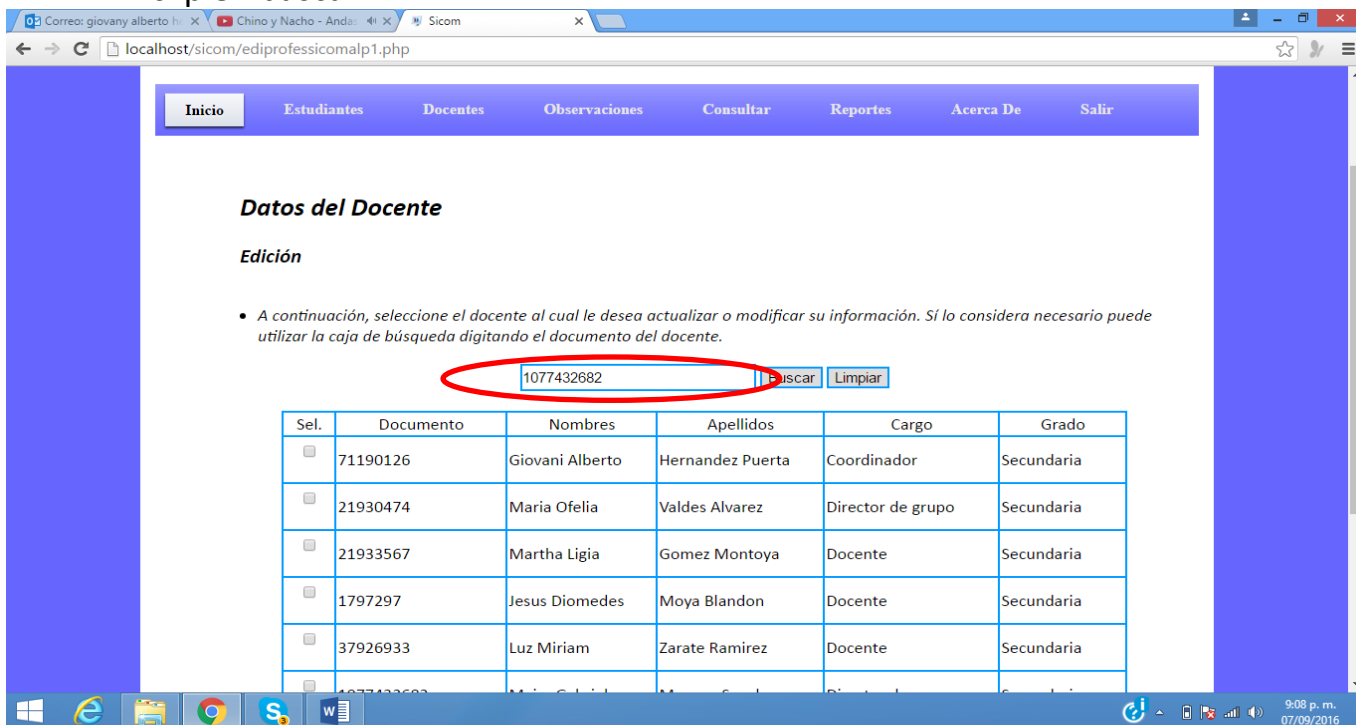 Correo: giovany alberto h
Chino y Nacho - Andas
Sicom
localhost/sicom/ediprofessicomalp1.php
Inicio Estudiantes Docentes Observaciones Consultar Reportes Acerca De Salir
Datos del Docente
Edición
A continuación, seleccione el docente al cual le desea actualizar o modificar su información. Sí lo considera necesario puede
utilizar la caja de búsqueda digitando el documento del docente.
1077432682 Buscar Limpiar
Sel. Documento Nombres Apellidos Cargo Grado
71190126 Giovani Alberto Hernandez Puerta Coordinador Secundaria
21930474 Maria Ofelia Valdes Alvarez Director de grupo Secundaria
21933567 Martha Ligia Gomez Montoya Docente Secundaria
1797297 Jesus Diomedes Moya Blandon Docente Secundaria
37926933 Luz Miriam Zarate Ramirez Docente Secundaria
9:08 p. m.
07/09/2016